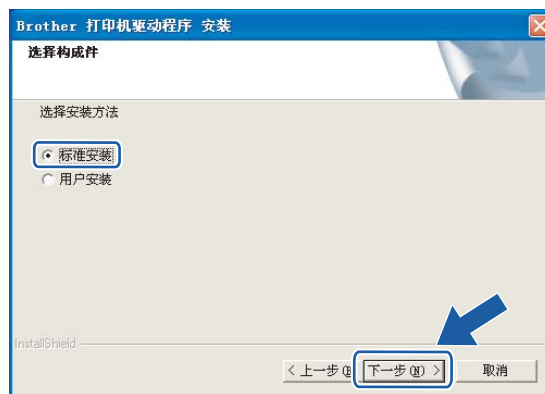 Brother 打印机驱动程序 安装
选择构成件
选择安装方法
标准安装
用户安装
InstallShield
< 上一步(B
下一步(N) >
取消